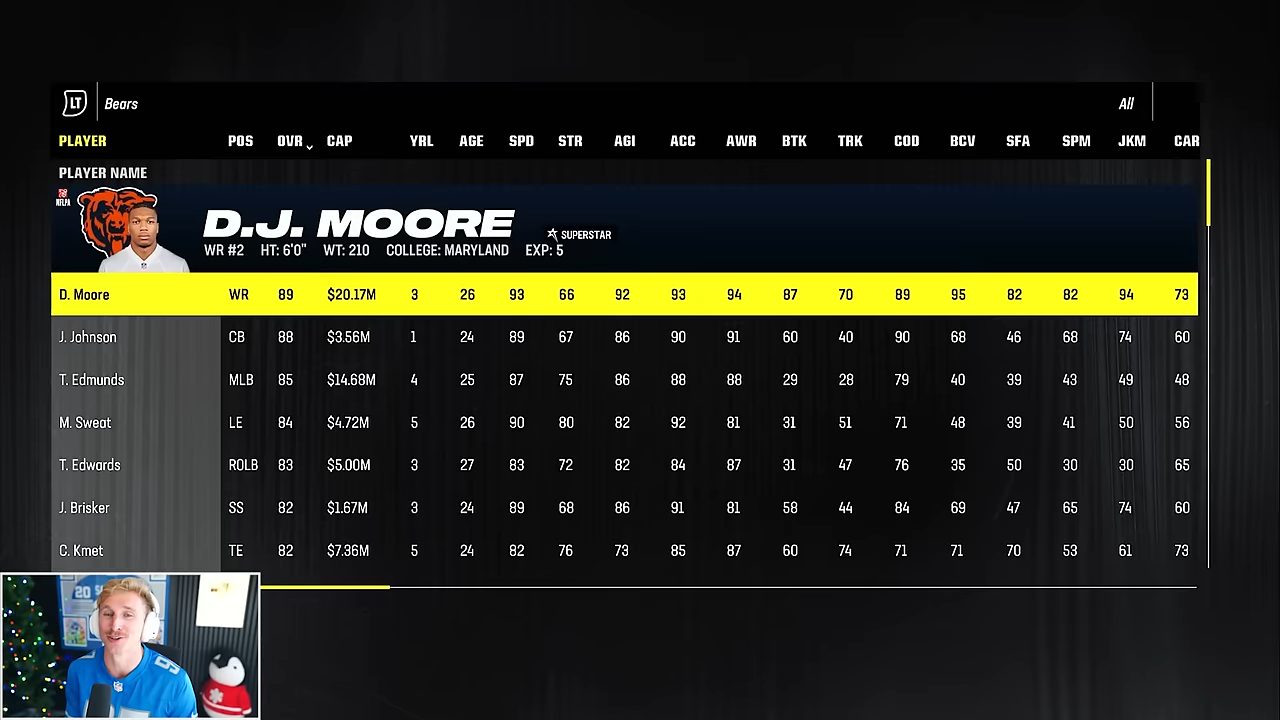 LT Bears All
PLAYER POS OVR CAP YRL AGE SPD STR AGI ACC AWR BTK TRK COD BCV SFA SPM JKM CAR
PLAYER NAME
NFLPA
D.J. MOORE SUPERSTAR
WR #2 HT: 6'0" WT: 210 COLLEGE: MARYLAND EXP: 5
D. Moore WR 89 $20.17M 3 26 93 66 92 93 94 87 70 89 95 82 82 94 73
J. Johnson CB 88 $3.56M 1 24 89 67 86 90 91 60 40 90 68 46 68 74 60
T. Edmunds MLB 85 $14.68M 4 25 87 75 86 88 88 29 28 79 40 39 43 49 48
M. Sweat LE 84 $4.72M 5 26 90 80 82 92 81 31 51 71 48 39 41 50 56
T. Edwards ROLB 83 $5.00M 3 27 83 72 82 84 87 31 47 76 35 50 30 30 65
J. Brisker SS 82 $1.67M 3 24 89 68 86 91 81 58 44 84 69 47 65 74 60
C. Kmet TE 82 $7.36M 5 24 82 76 73 85 87 60 74 71 71 70 53 61 73
20